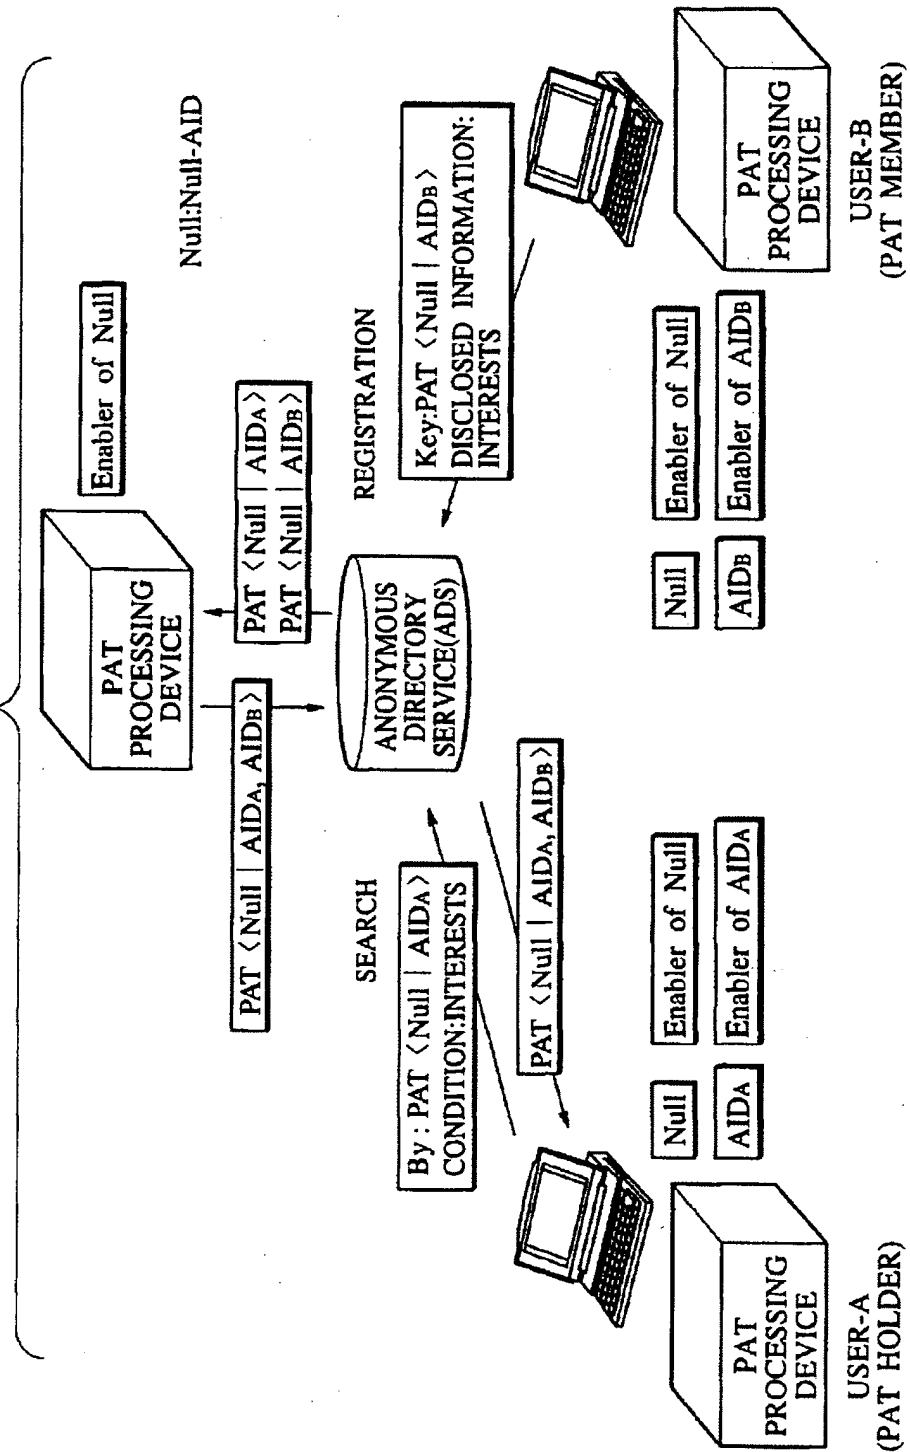 Null:Null-AID
Enabler of Null
PAT
PROCESSING
DEVICE
PAT <Null | AIDA, AIDB>
PAT <Null | AIDA>
PAT <Null | AIDB>
SEARCH
REGISTRATION
ANONYMOUS
DIRECTORY
SERVICE(ADS)
By : PAT <Null | AIDA>
CONDITION:INTERESTS
Key:PAT <Null | AIDB>
DISCLOSED INFORMATION:
INTERESTS
PAT <Null | AIDA, AIDB>
Null
Enabler of Null
AIDA
Enabler of AIDA
PAT
PROCESSING
DEVICE
USER-A
(PAT HOLDER)
Null
Enabler of Null
AIDB
Enabler of AIDB
PAT
PROCESSING
DEVICE
USER-B
(PAT MEMBER)